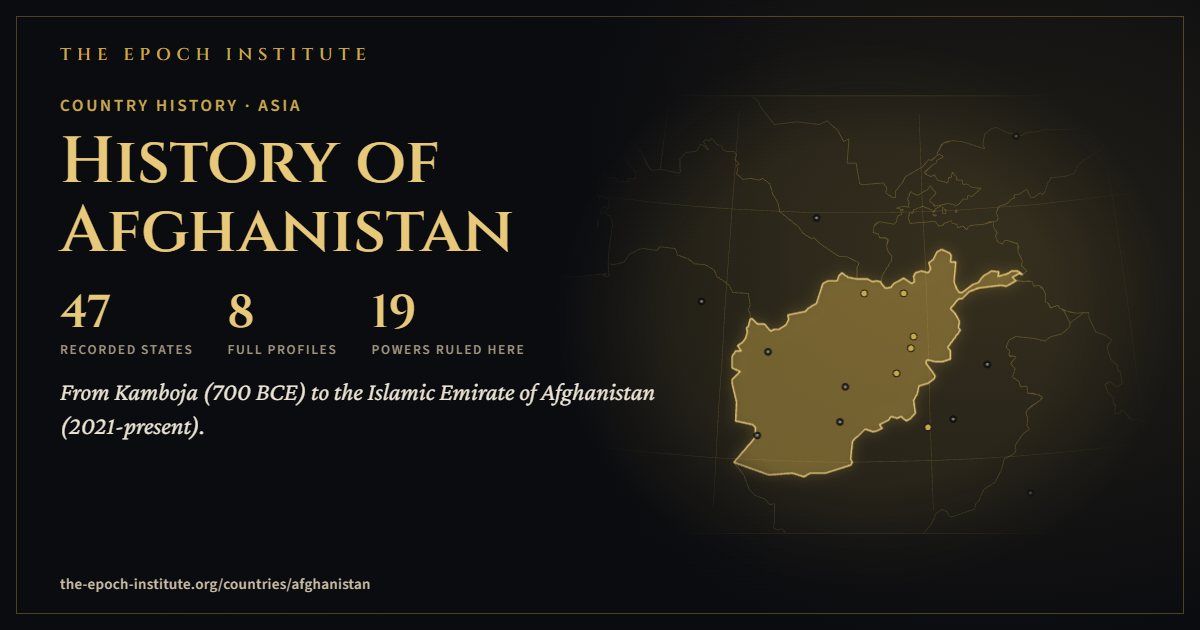 THE EPOCH INSTITUTE
COUNTRY HISTORY · ASIA
HISTORY OF
AFGHANISTAN
47 8 19
RECORDED STATES FULL PROFILES POWERS RULED HERE
From Kamboja (700 BCE) to the Islamic Emirate of Afghanistan
(2021-present).
the-epoch-institute.org/countries/afghanistan